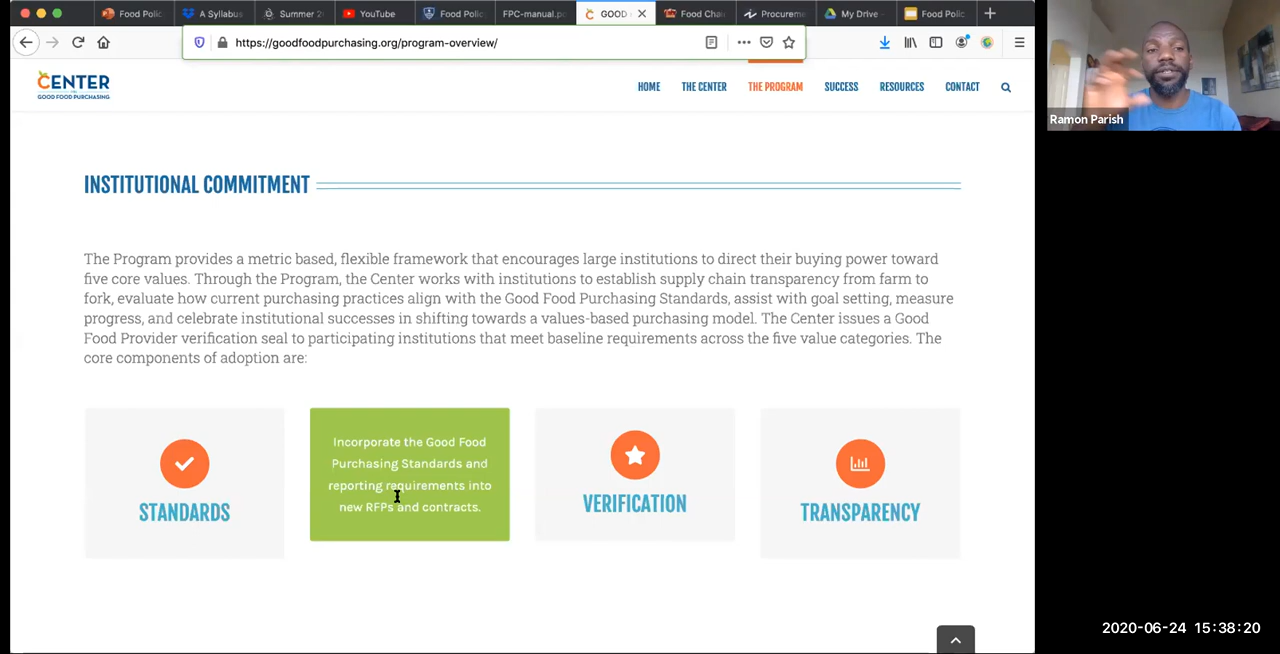 Food Polic
A Syllabus
Summer 2
YouTube
Food Polic
FPC-manual.p
GOOD
Food Chai
Procureme
My Drive -
Food Polic
https://goodfoodpurchasing.org/program-overview/
CENTER
GOOD FOOD PURCHASING
HOME
THE CENTER
THE PROGRAM
SUCCESS
RESOURCES
CONTACT
Ramon Parish
INSTITUTIONAL COMMITMENT
The Program provides a metric based, flexible framework that encourages large institutions to direct their buying power toward
five core values. Through the Program, the Center works with institutions to establish supply chain transparency from farm to
fork, evaluate how current purchasing practices align with the Good Food Purchasing Standards, assist with goal setting, measure
progress, and celebrate institutional successes in shifting towards a values-based purchasing model. The Center issues a Good
Food Provider verification seal to participating institutions that meet baseline requirements across the five value categories. The
core components of adoption are:
STANDARDS
Incorporate the Good Food
Purchasing Standards and
reporting requirements into
new RFPs and contracts.
VERIFICATION
TRANSPARENCY
2020-06-24 15:38:20